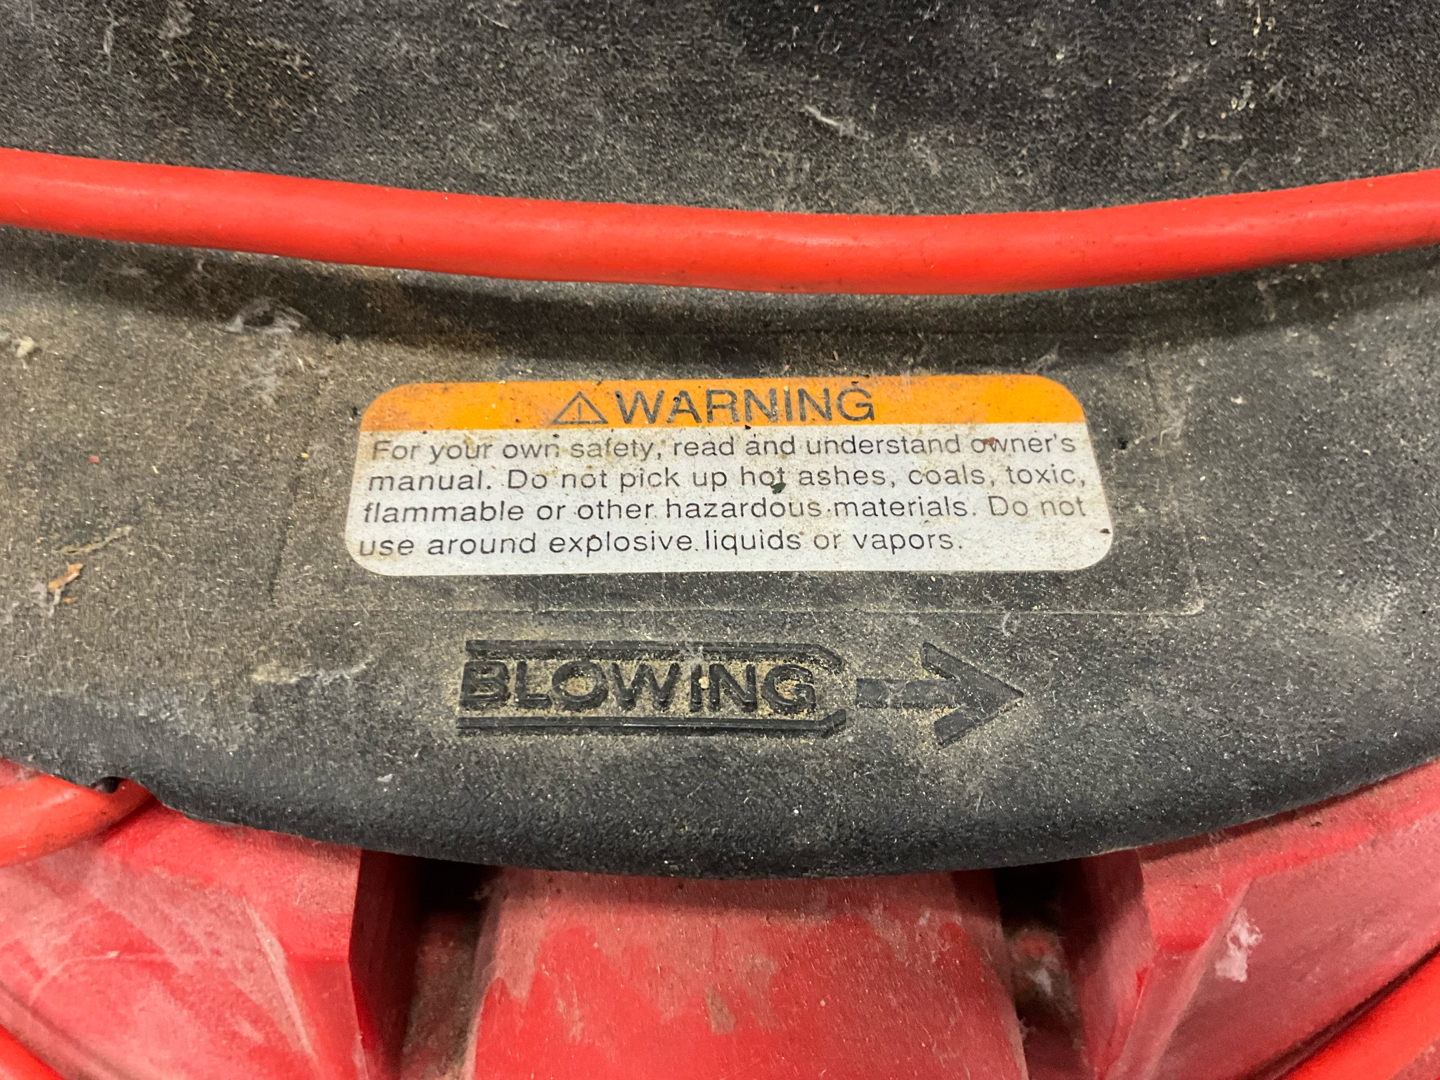 WARNING
For your own safety, read and understand owner's
manual. Do not pick up hot ashes, coals, toxic,
flammable or other hazardous materials. Do not
use around explosive liquids or vapors.
BLOWING